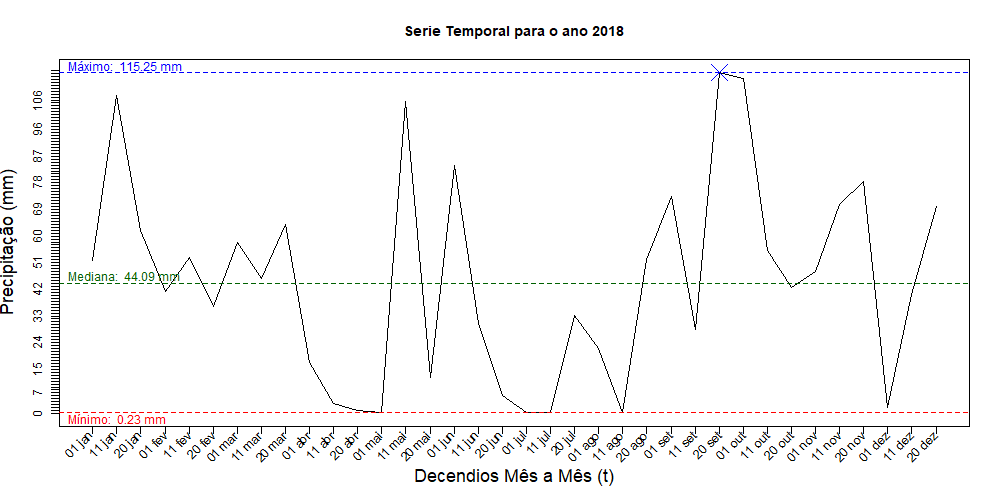 Serie Temporal para o ano 2018
Máximo: 115.25 mm
Mediana: 44.09 mm
Mínimo: 0.23 mm
Precipitação (mm)
106
96
87
78
69
60
51
42
33
24
15
7
0
01 jan
11 jan
20 jan
01 fev
11 fev
20 fev
01 mar
11 mar
20 mar
01 abr
11 abr
20 abr
01 mai
11 mai
20 mai
01 jun
11 jun
20 jun
01 jul
11 jul
20 jul
01 ago
11 ago
20 ago
01 set
11 set
20 set
01 out
11 out
20 out
01 nov
11 nov
20 nov
01 dez
11 dez
20 dez
Decendios Mês a Mês (t)